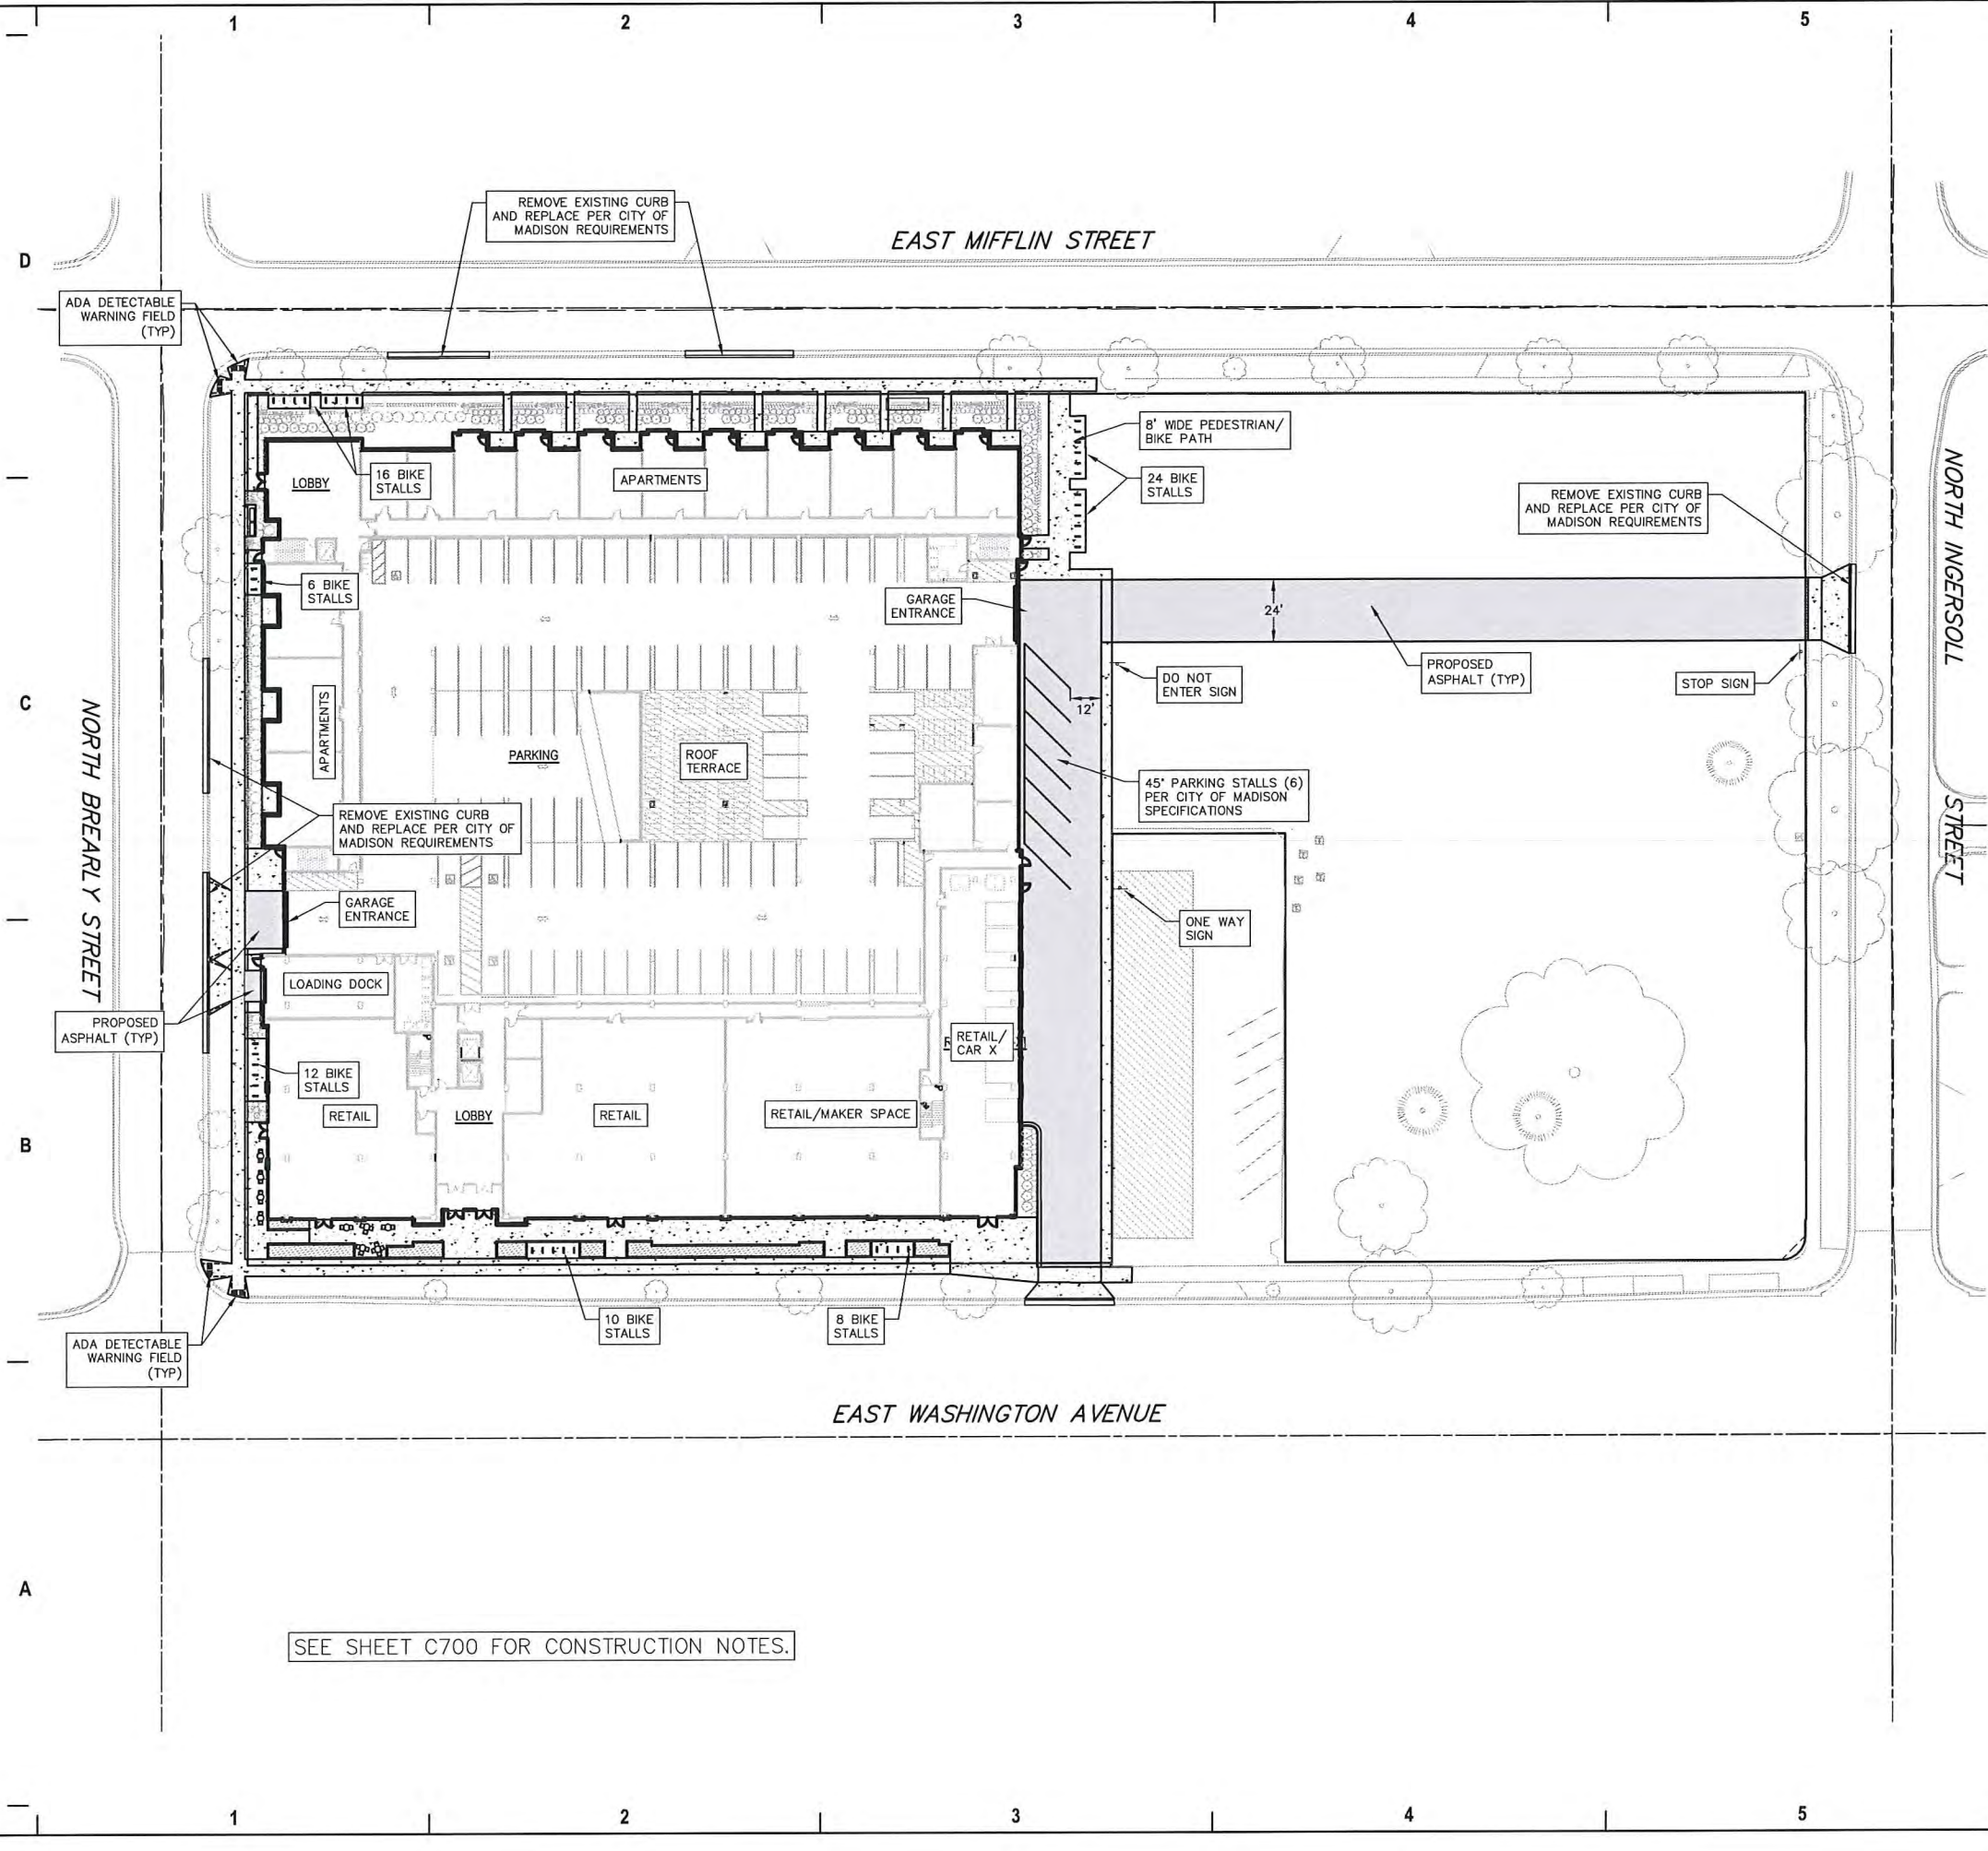 1 2 3 4 5
D
C
B
A
REMOVE EXISTING CURB
AND REPLACE PER CITY OF
MADISON REQUIREMENTS
EAST MIFFLIN STREET
ADA DETECTABLE
WARNING FIELD
(TYP)
8' WIDE PEDESTRIAN/
BIKE PATH
LOBBY
16 BIKE
STALLS
APARTMENTS
24 BIKE
STALLS
REMOVE EXISTING CURB
AND REPLACE PER CITY OF
MADISON REQUIREMENTS
NORTH INGERSOLL
STREET
6 BIKE
STALLS
GARAGE
ENTRANCE
24'
PROPOSED
ASPHALT (TYP)
DO NOT
ENTER SIGN
STOP SIGN
12'
NORTH BREARLY STREET
APARTMENTS
PARKING
ROOF
TERRACE
45° PARKING STALLS (6)
PER CITY OF MADISON
SPECIFICATIONS
REMOVE EXISTING CURB
AND REPLACE PER CITY OF
MADISON REQUIREMENTS
GARAGE
ENTRANCE
ONE WAY
SIGN
LOADING DOCK
PROPOSED
ASPHALT (TYP)
RETAIL/
CAR X
12 BIKE
STALLS
RETAIL
LOBBY
RETAIL
RETAIL/MAKER SPACE
10 BIKE
STALLS
8 BIKE
STALLS
ADA DETECTABLE
WARNING FIELD
(TYP)
EAST WASHINGTON AVENUE
SEE SHEET C700 FOR CONSTRUCTION NOTES.
1 2 3 4 5